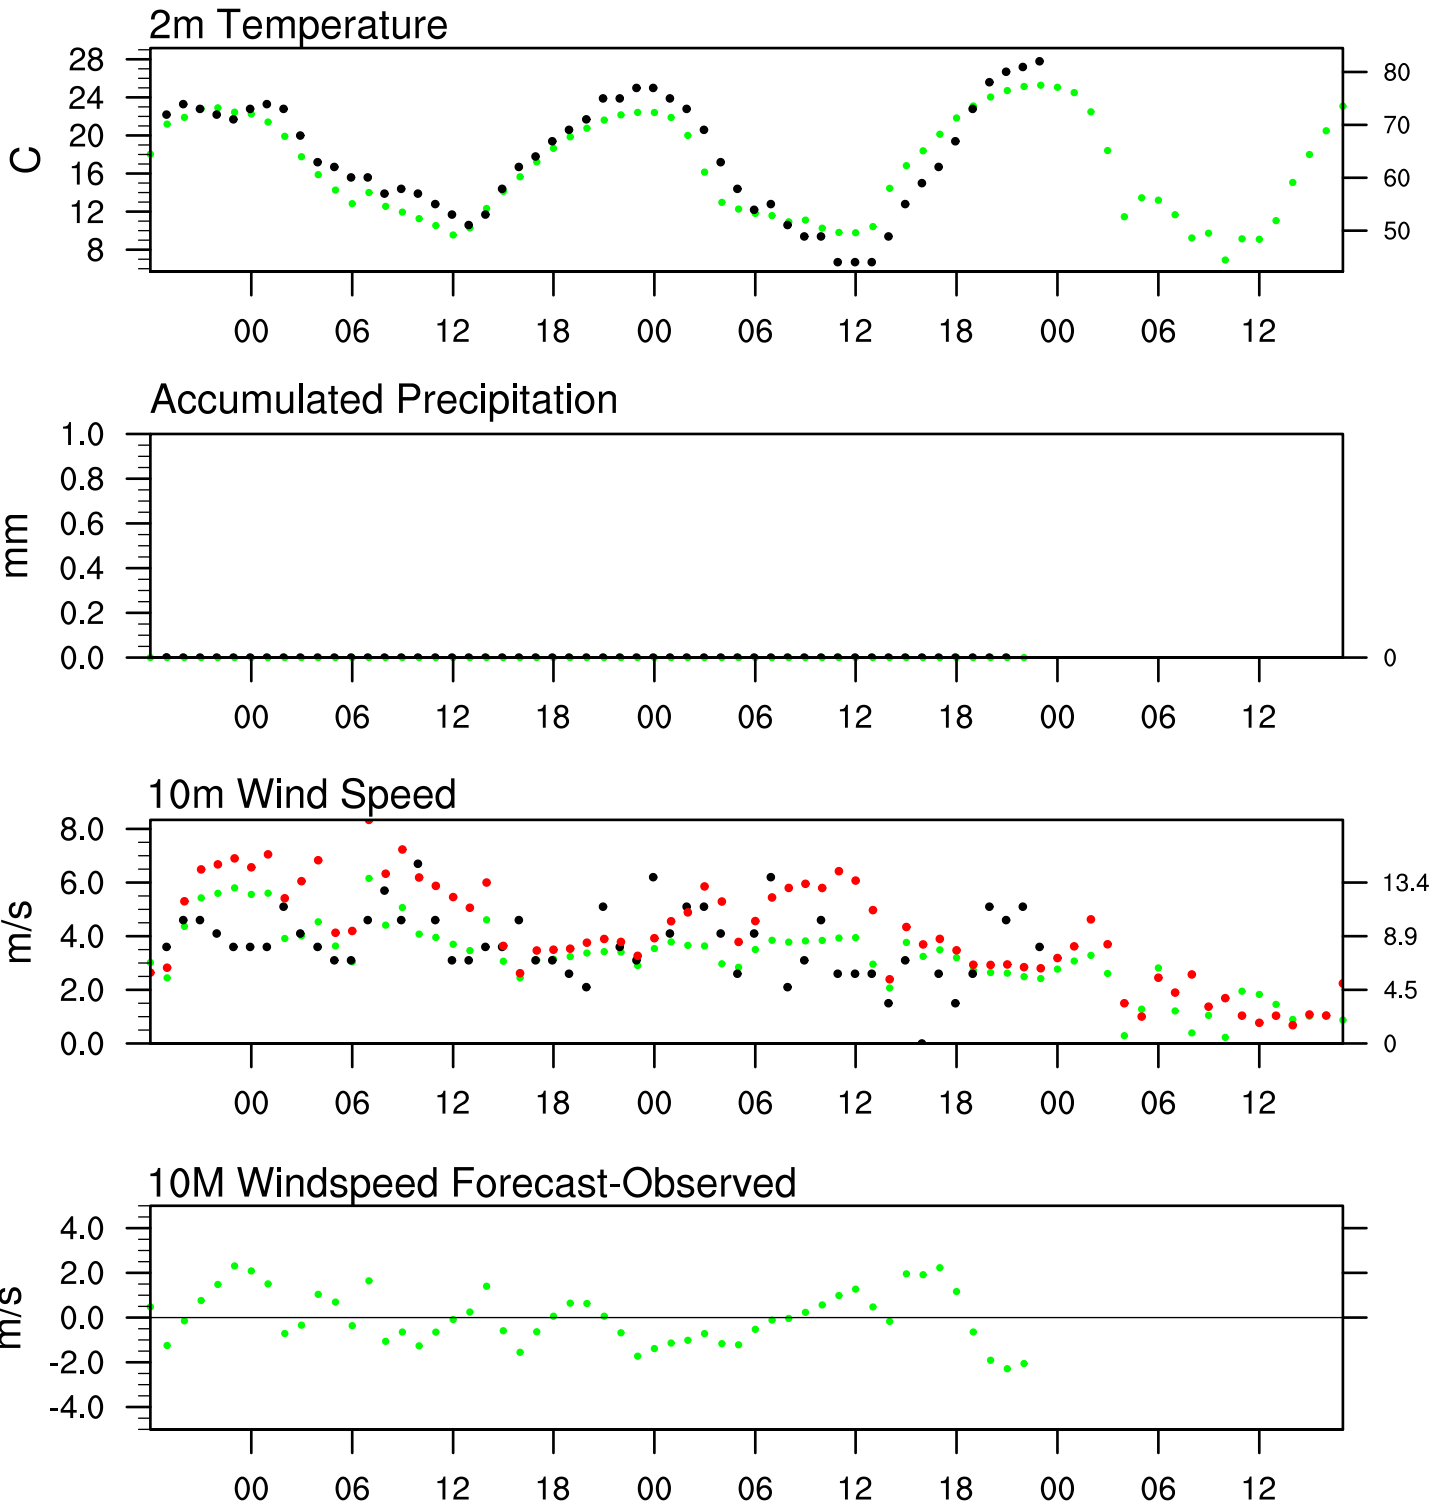 2m Temperature
28
24
20
16
12
8
C
80
70
60
50
00 06 12 18 00 06 12 18 00 06 12
Accumulated Precipitation
1.0
0.8
0.6
0.4
0.2
0.0
mm
0
00 06 12 18 00 06 12 18 00 06 12
10m Wind Speed
8.0
6.0
4.0
2.0
0.0
m/s
13.4
8.9
4.5
0
00 06 12 18 00 06 12 18 00 06 12
10M Windspeed Forecast-Observed
4.0
2.0
0.0
-2.0
-4.0
m/s
00 06 12 18 00 06 12 18 00 06 12